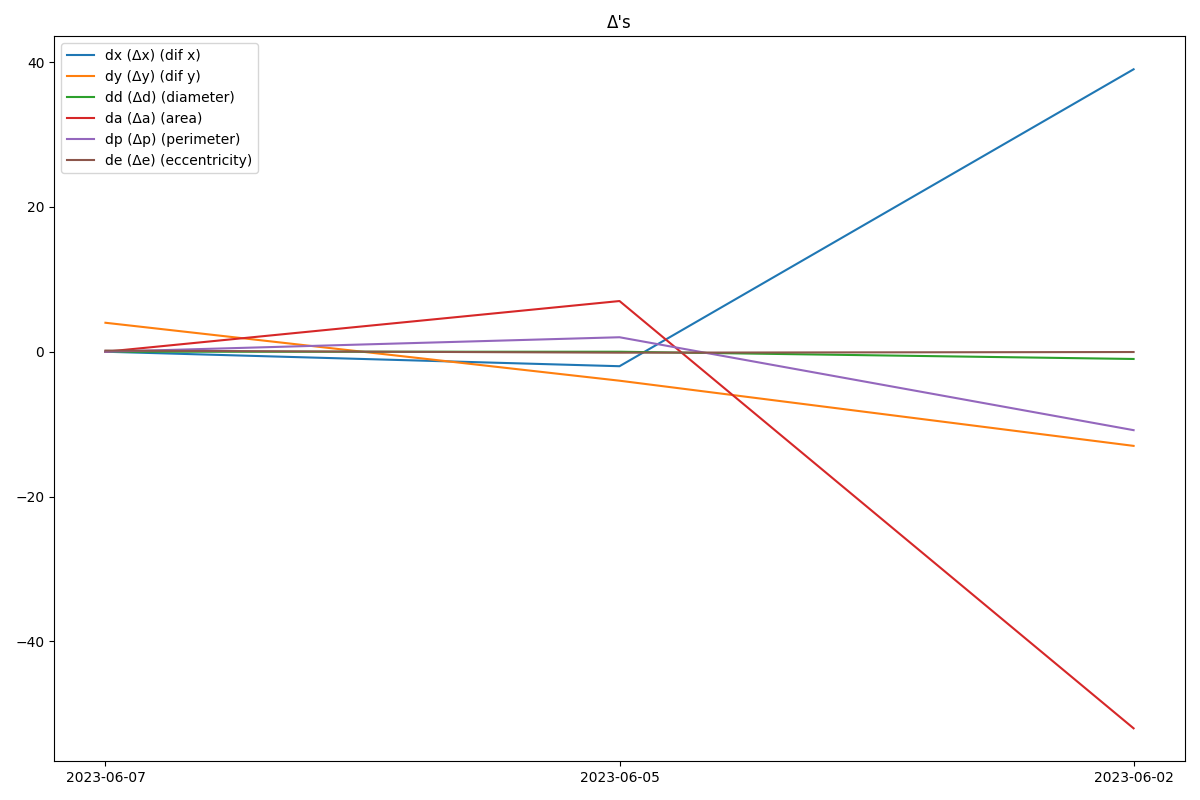 Δ's
dx (Δx) (dif x)
dy (Δy) (dif y)
dd (Δd) (diameter)
da (Δa) (area)
dp (Δp) (perimeter)
de (Δe) (eccentricity)
40
20
0
−20
−40
2023-06-07
2023-06-05
2023-06-02